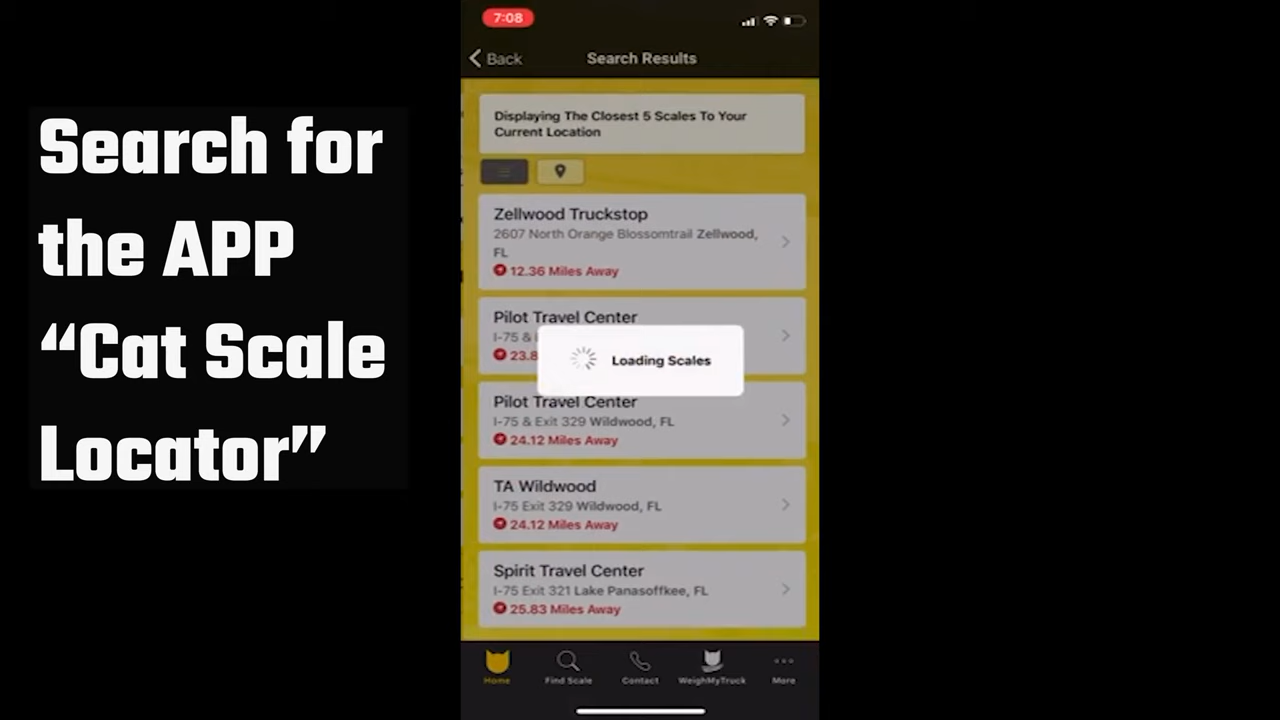 Search for
the APP
“Cat Scale
Locator”
7:08
Back
Search Results
Displaying The Closest 5 Scales To Your
Current Location
Zellwood Truckstop
2607 North Orange Blossomtrail Zellwood,
FL
12.36 Miles Away
Pilot Travel Center
I-75 &
23.8
Loading Scales
Pilot Travel Center
I-75 & Exit 329 Wildwood, FL
24.12 Miles Away
TA Wildwood
I-75 Exit 329 Wildwood, FL
24.12 Miles Away
Spirit Travel Center
I-75 Exit 321 Lake Panasoffkee, FL
25.83 Miles Away
Home
Find Scale
Contact
WeighMyTruck
More